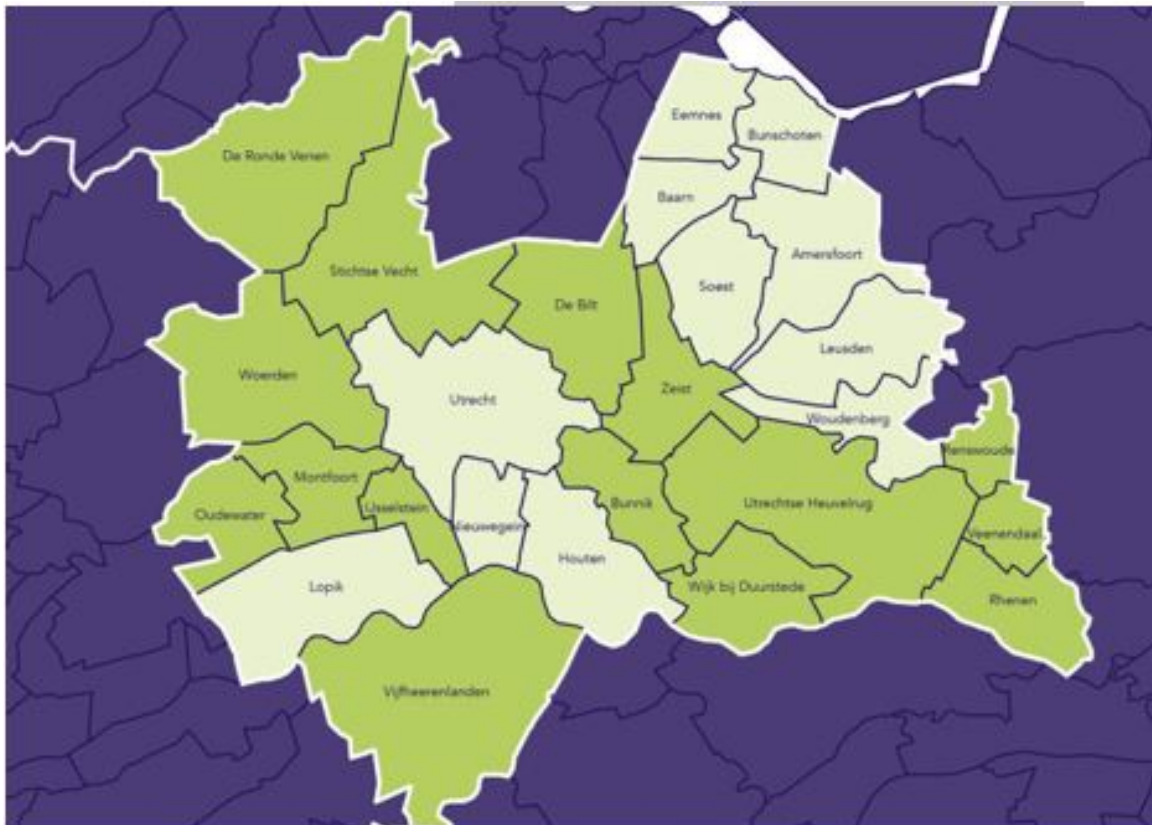 Eemnes
Bunschoten
De Ronde Venen
Baarn
Amersfoort
Stichtse Vecht
Soest
De Bilt
Leusden
Woerden
Zeist
Utrecht
Woudenberg
Renswoude
Montfoort
IJsselstein
Bunnik
Utrechtse Heuvelrug
Oudewater
Nieuwegein
Veenendaal
Houten
Lopik
Wijk bij Duurstede
Rhenen
Vijfheerenlanden